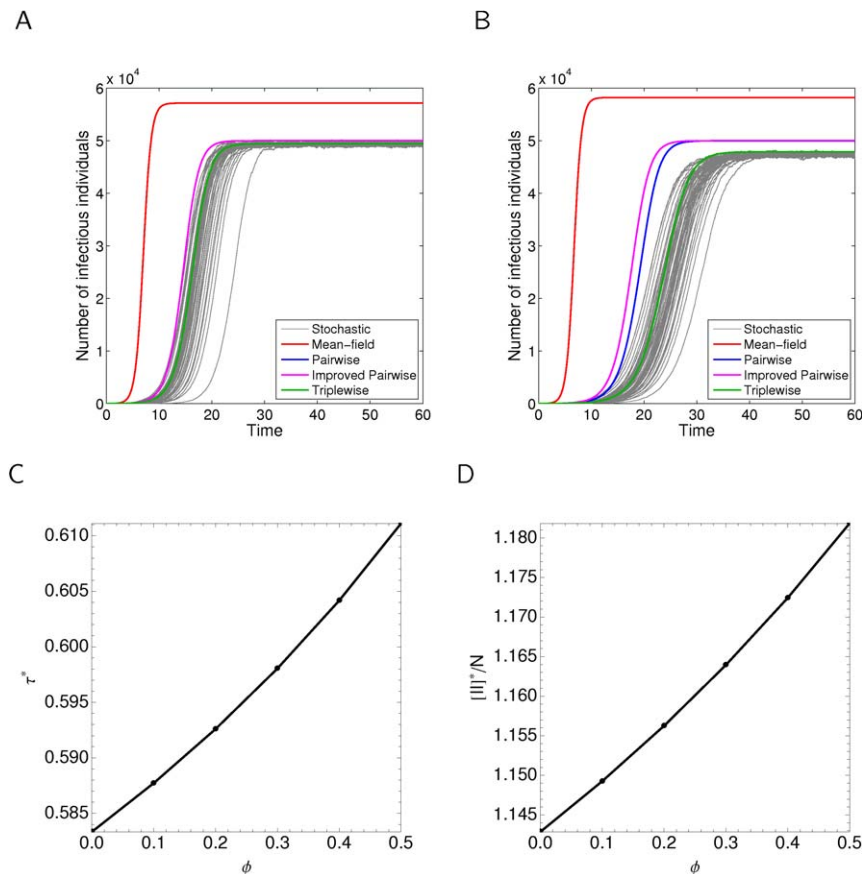 A
B
× 10⁴
6
5
4
3
2
1
0
0 10 20 30 40 50 60
Number of infectious individuals
Time
Stochastic
Mean-field
Pairwise
Improved Pairwise
Triplewise
× 10⁴
6
5
4
3
2
1
0
0 10 20 30 40 50 60
Number of infectious individuals
Time
Stochastic
Mean-field
Pairwise
Improved Pairwise
Triplewise
C
D
0.610
0.605
0.600
0.595
0.590
0.585
0.0 0.1 0.2 0.3 0.4 0.5
τ*
ϕ
1.180
1.175
1.170
1.165
1.160
1.155
1.150
1.145
0.0 0.1 0.2 0.3 0.4 0.5
[II]*/N
ϕ